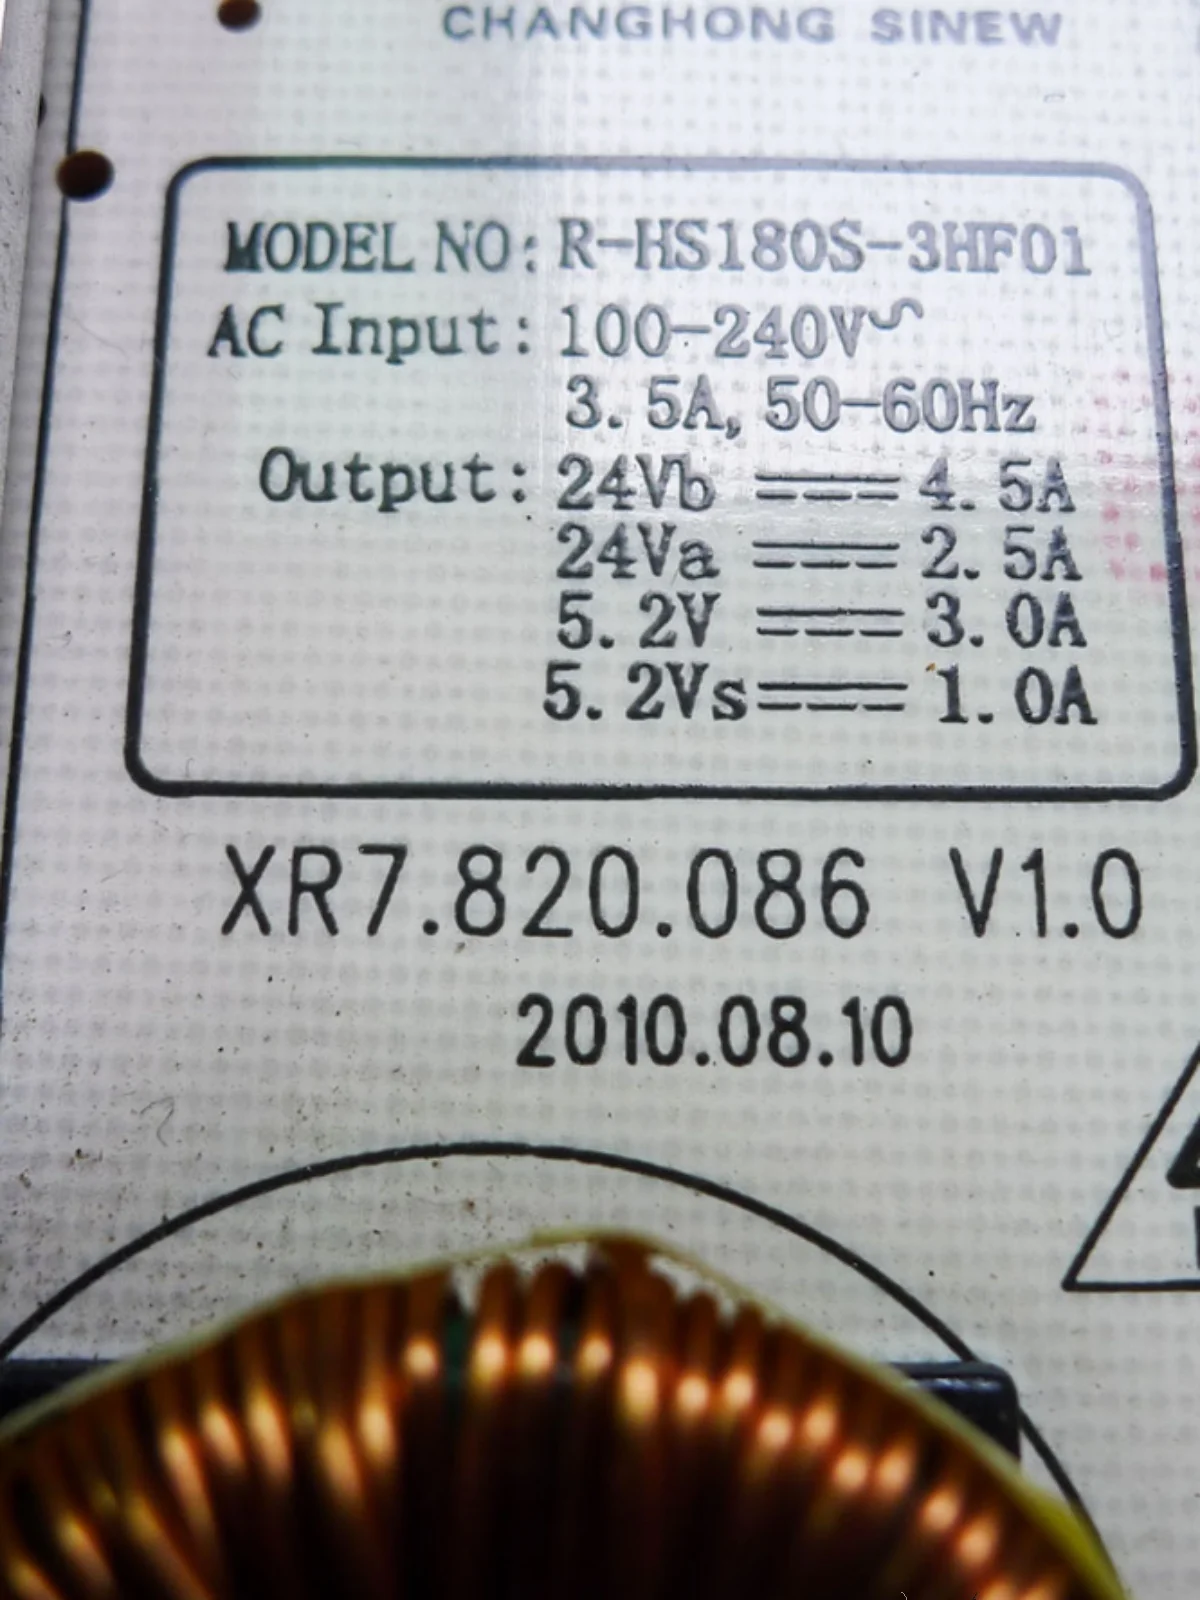 CHANGHONG SINEW
MODEL NO: R-HS180S-3HF01
AC Input: 100-240V~
3.5A, 50-60Hz
Output: 24Vb ⎓ 4.5A
24Va ⎓ 2.5A
5.2V ⎓ 3.0A
5.2Vs ⎓ 1.0A
XR7.820.086 V1.0
2010.08.10